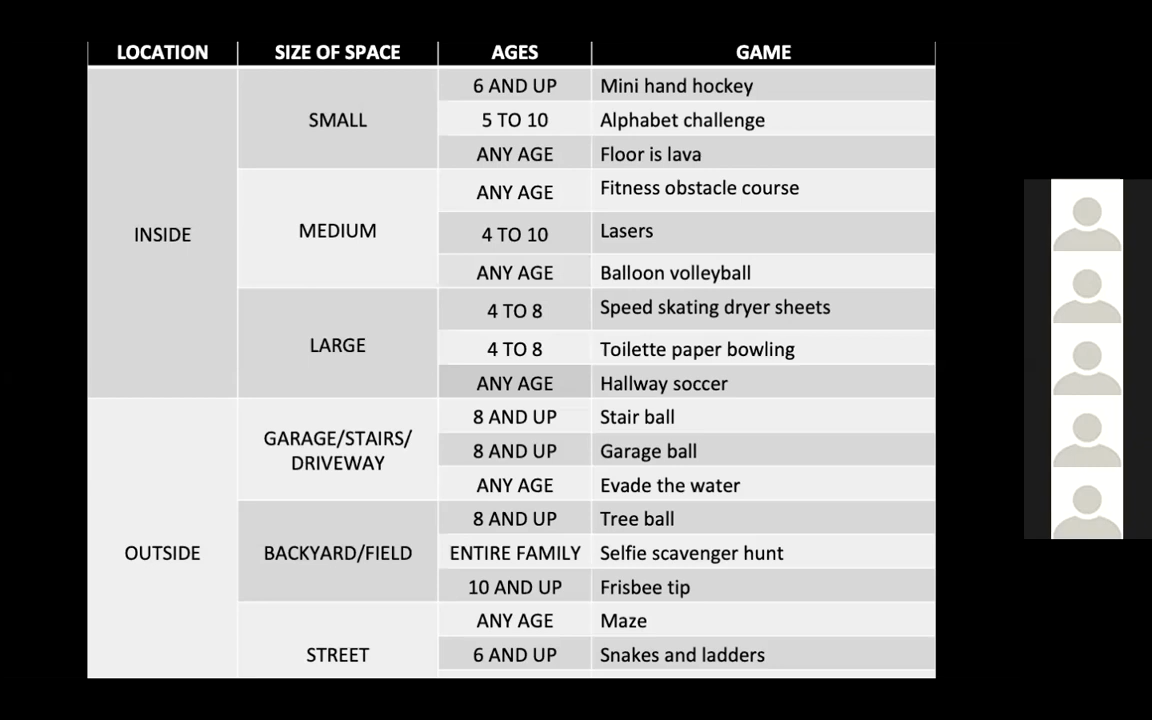 LOCATION SIZE OF SPACE AGES GAME
6 AND UP Mini hand hockey
SMALL 5 TO 10 Alphabet challenge
ANY AGE Floor is lava
ANY AGE Fitness obstacle course
INSIDE MEDIUM 4 TO 10 Lasers
ANY AGE Balloon volleyball
4 TO 8 Speed skating dryer sheets
LARGE 4 TO 8 Toilette paper bowling
ANY AGE Hallway soccer
8 AND UP Stair ball
GARAGE/STAIRS/
DRIVEWAY 8 AND UP Garage ball
ANY AGE Evade the water
8 AND UP Tree ball
OUTSIDE BACKYARD/FIELD ENTIRE FAMILY Selfie scavenger hunt
10 AND UP Frisbee tip
ANY AGE Maze
STREET 6 AND UP Snakes and ladders